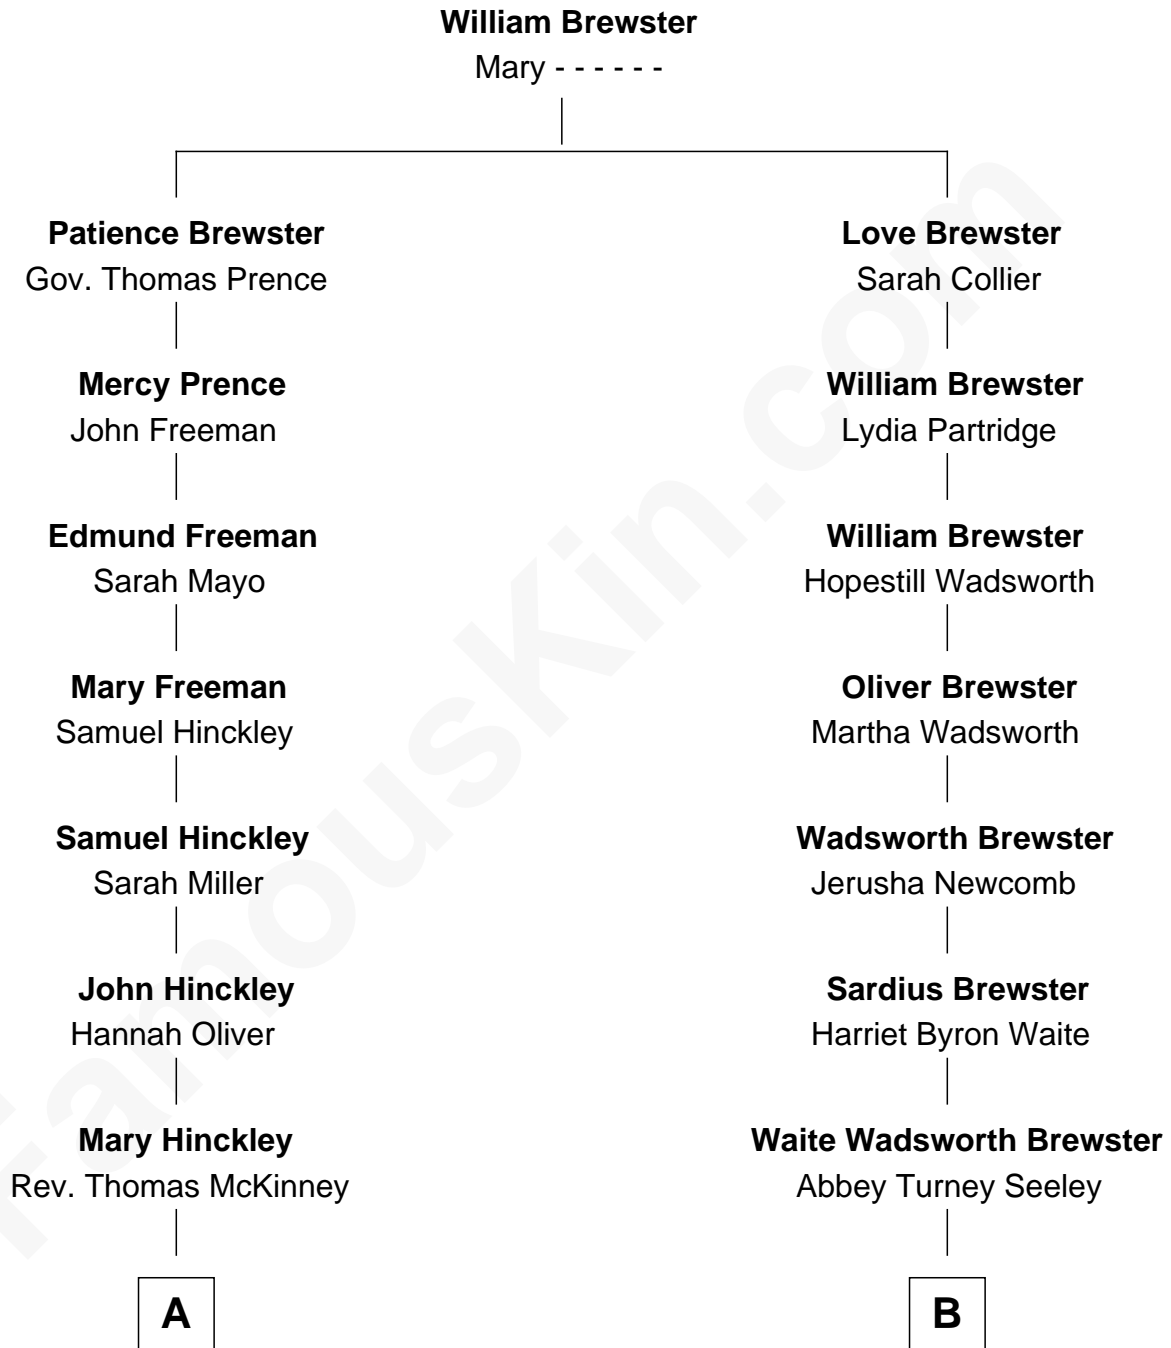 William Brewster
Mary - - - - - -
Patience Brewster
Gov. Thomas Prence
Love Brewster
Sarah Collier
Mercy Prence
John Freeman
William Brewster
Lydia Partridge
Edmund Freeman
Sarah Mayo
William Brewster
Hopestill Wadsworth
Mary Freeman
Samuel Hinckley
Oliver Brewster
Martha Wadsworth
Samuel Hinckley
Sarah Miller
Wadsworth Brewster
Jerusha Newcomb
John Hinckley
Hannah Oliver
Sardius Brewster
Harriet Byron Waite
Mary Hinckley
Rev. Thomas McKinney
Waite Wadsworth Brewster
Abbey Turney Seeley
A
B
FamousKin.com